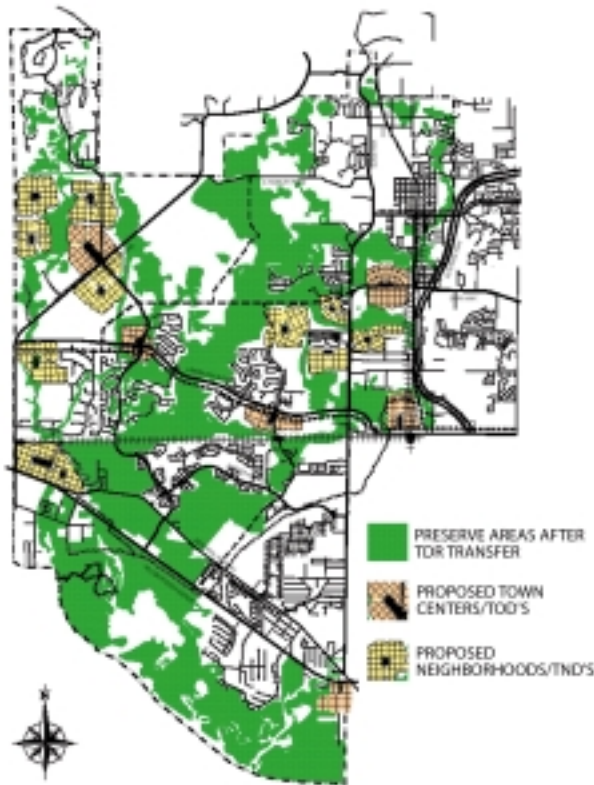 PRESERVE AREAS AFTER
TDR TRANSFER
PROPOSED TOWN
CENTERS/TOD'S
PROPOSED
NEIGHBORHOODS/TND'S